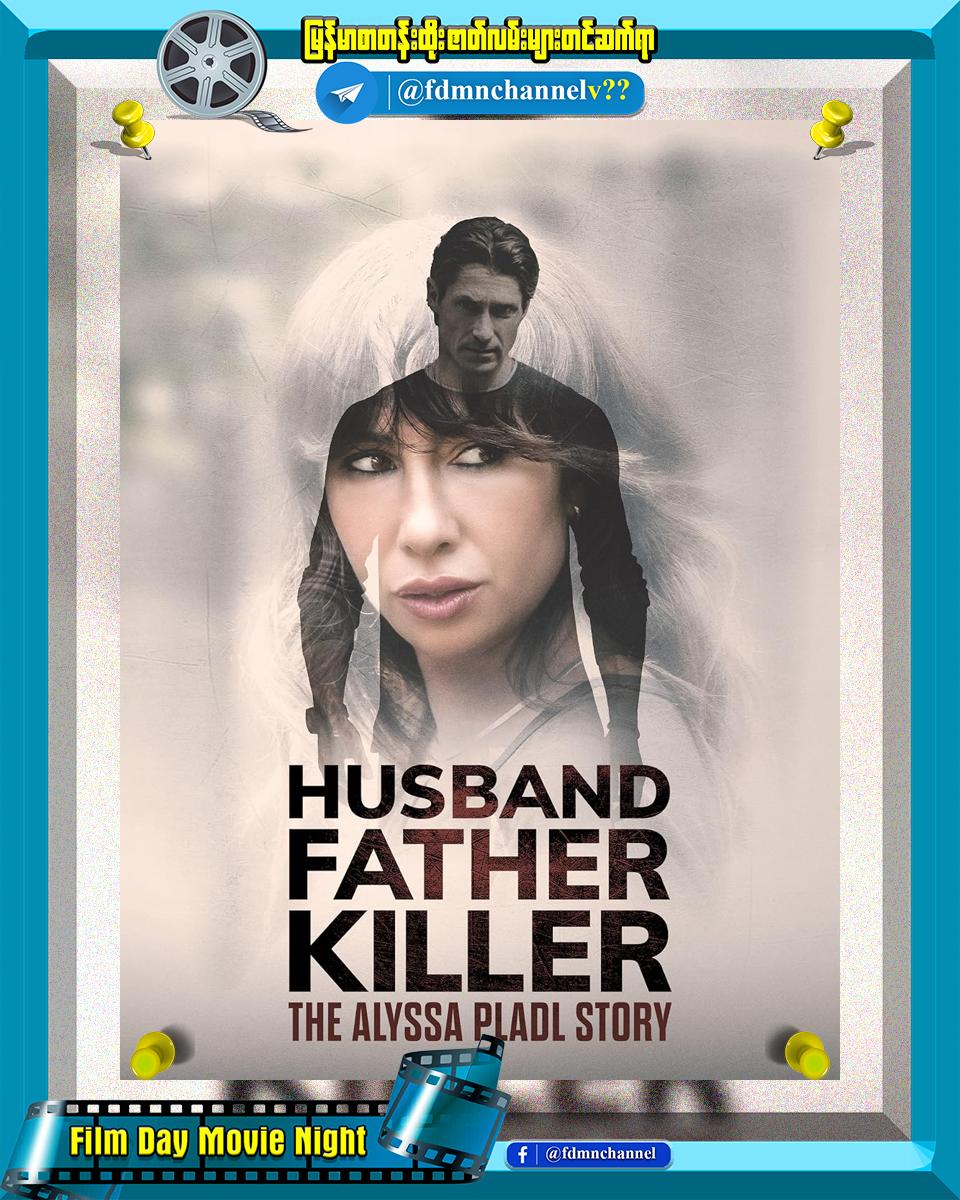 မြန်မာစာတန်းထိုးဇာတ်လမ်းများတင်ဆက်ရာ
@fdmnchannelv??
HUSBAND
FATHER
KILLER
THE ALYSSA PLADL STORY
Film Day Movie Night
@fdmnchannel